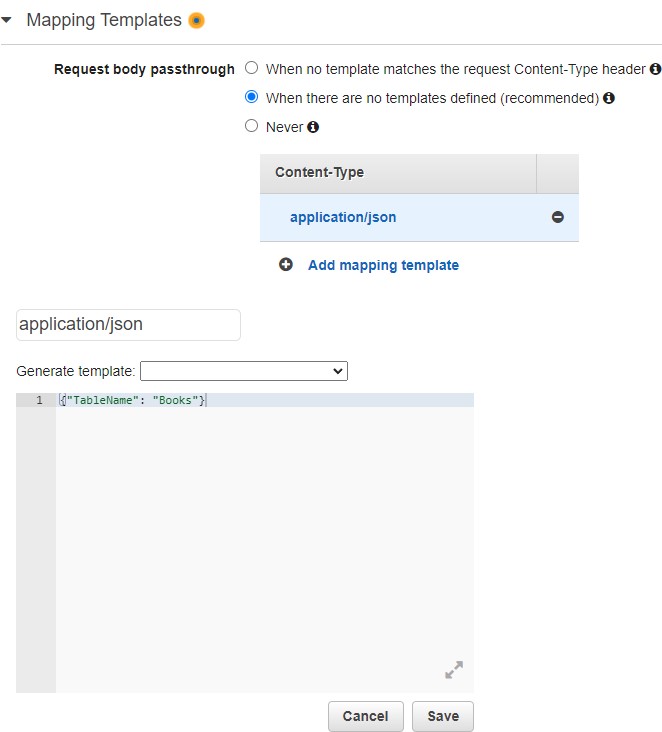 Mapping Templates
Request body passthrough
When no template matches the request Content-Type header
When there are no templates defined (recommended)
Never
Content-Type
application/json
Add mapping template
application/json
Generate template:
1 {"TableName": "Books"}
Cancel Save